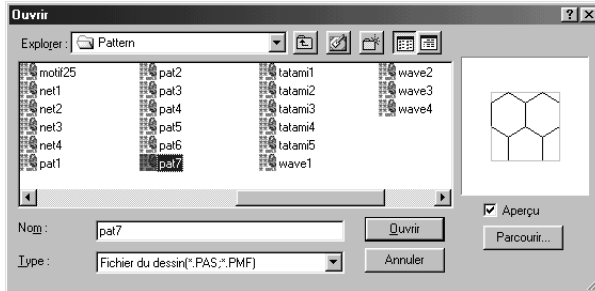 Ouvrir
Explorer : Pattern
motif25 pat2 tatami1 wave2
net1 pat3 tatami2 wave3
net2 pat4 tatami3 wave4
net3 pat5 tatami4
net4 pat6 tatami5
pat1 pat7 wave1
Aperçu
Nom : pat7 Ouvrir
Parcourir...
Type : Fichier du dessin(*.PAS;*.PMF) Annuler